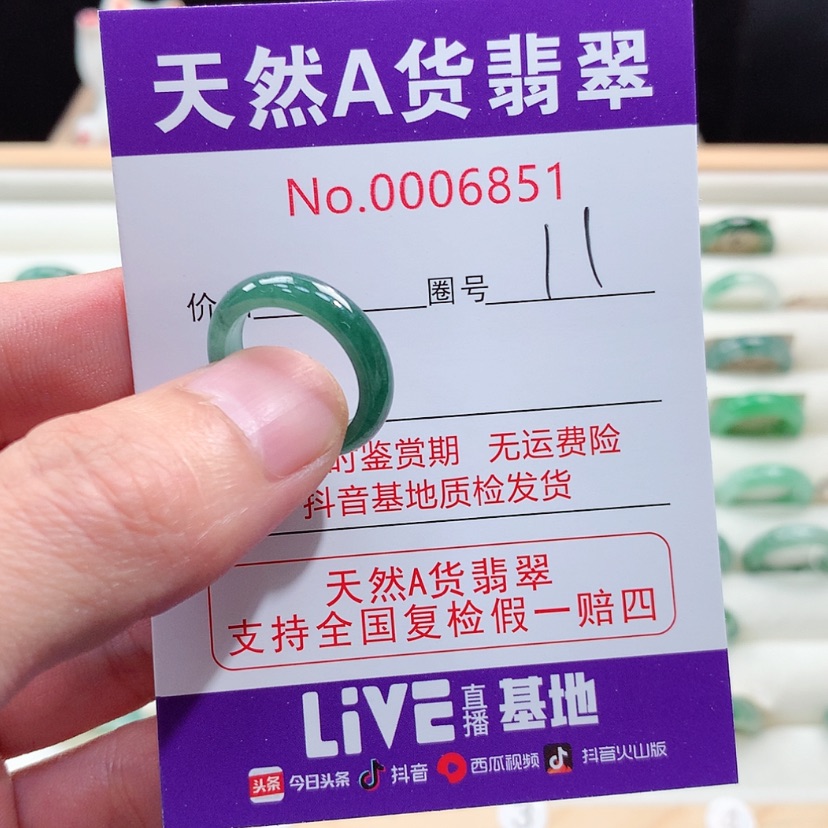 天然A货翡翠
No.0006851
价 圈号 11
时鉴赏期 无运费险
抖音基地质检发货
天然A货翡翠
支持全国复检假一赔四
LiVE直播基地
头条 今日头条 抖音 西瓜视频 抖音火山版